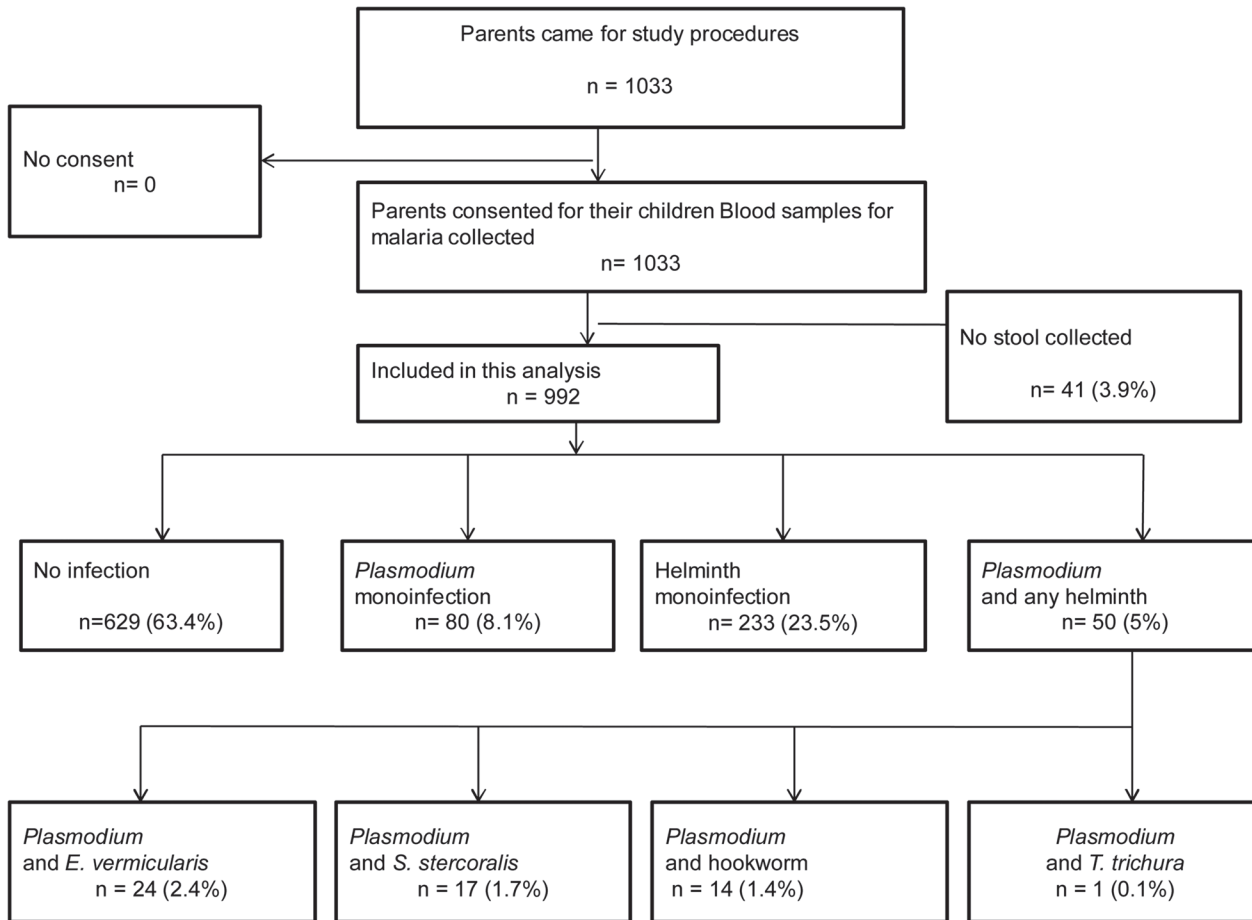 Parents came for study procedures
n = 1033
No consent
n= 0
Parents consented for their children Blood samples for
malaria collected
n= 1033
No stool collected
n= 41 (3.9%)
Included in this analysis
n = 992
No infection
n=629 (63.4%)
Plasmodium
monoinfection
n= 80 (8.1%)
Helminth
monoinfection
n= 233 (23.5%)
Plasmodium
and any helminth
n= 50 (5%)
Plasmodium
and E. vermicularis
n = 24 (2.4%)
Plasmodium
and S. stercoralis
n = 17 (1.7%)
Plasmodium
and hookworm
n = 14 (1.4%)
Plasmodium
and T. trichura
n = 1 (0.1%)